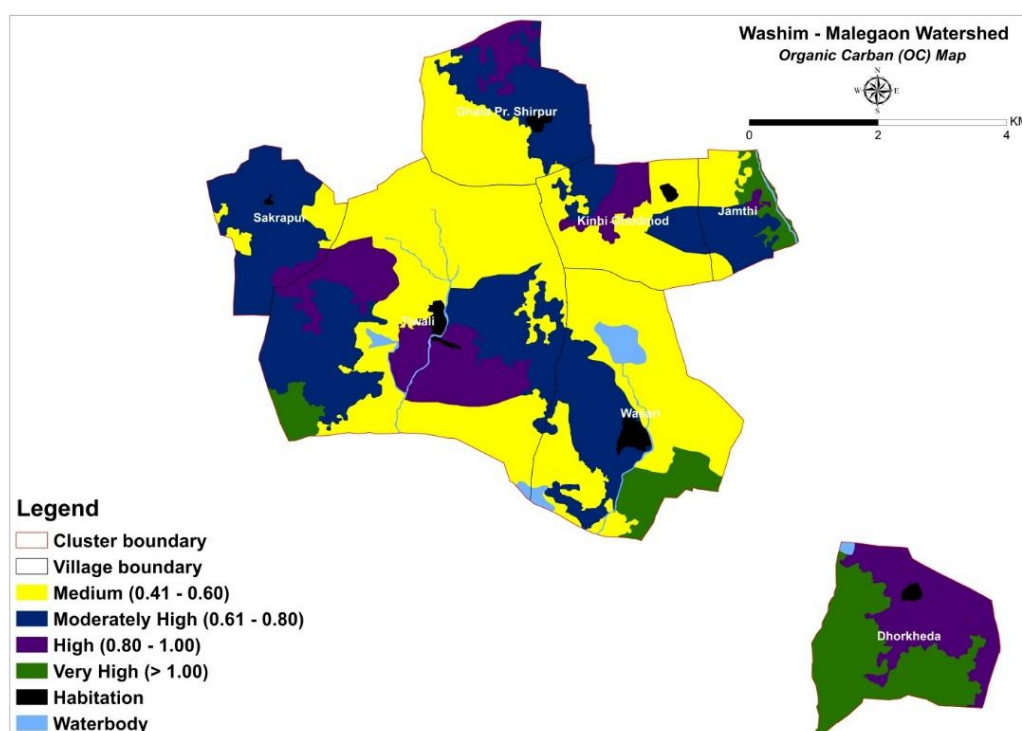 Washim - Malegaon Watershed
Organic Carban (OC) Map
N
W E
S
KM
0 2 4
Pr. Shirpur
Sakrapur
Kinhi
Jamthi
Wa
Dhorkheda
Legend
Cluster boundary
Village boundary
Medium (0.41 - 0.60)
Moderately High (0.61 - 0.80)
High (0.80 - 1.00)
Very High (> 1.00)
Habitation
Waterbody